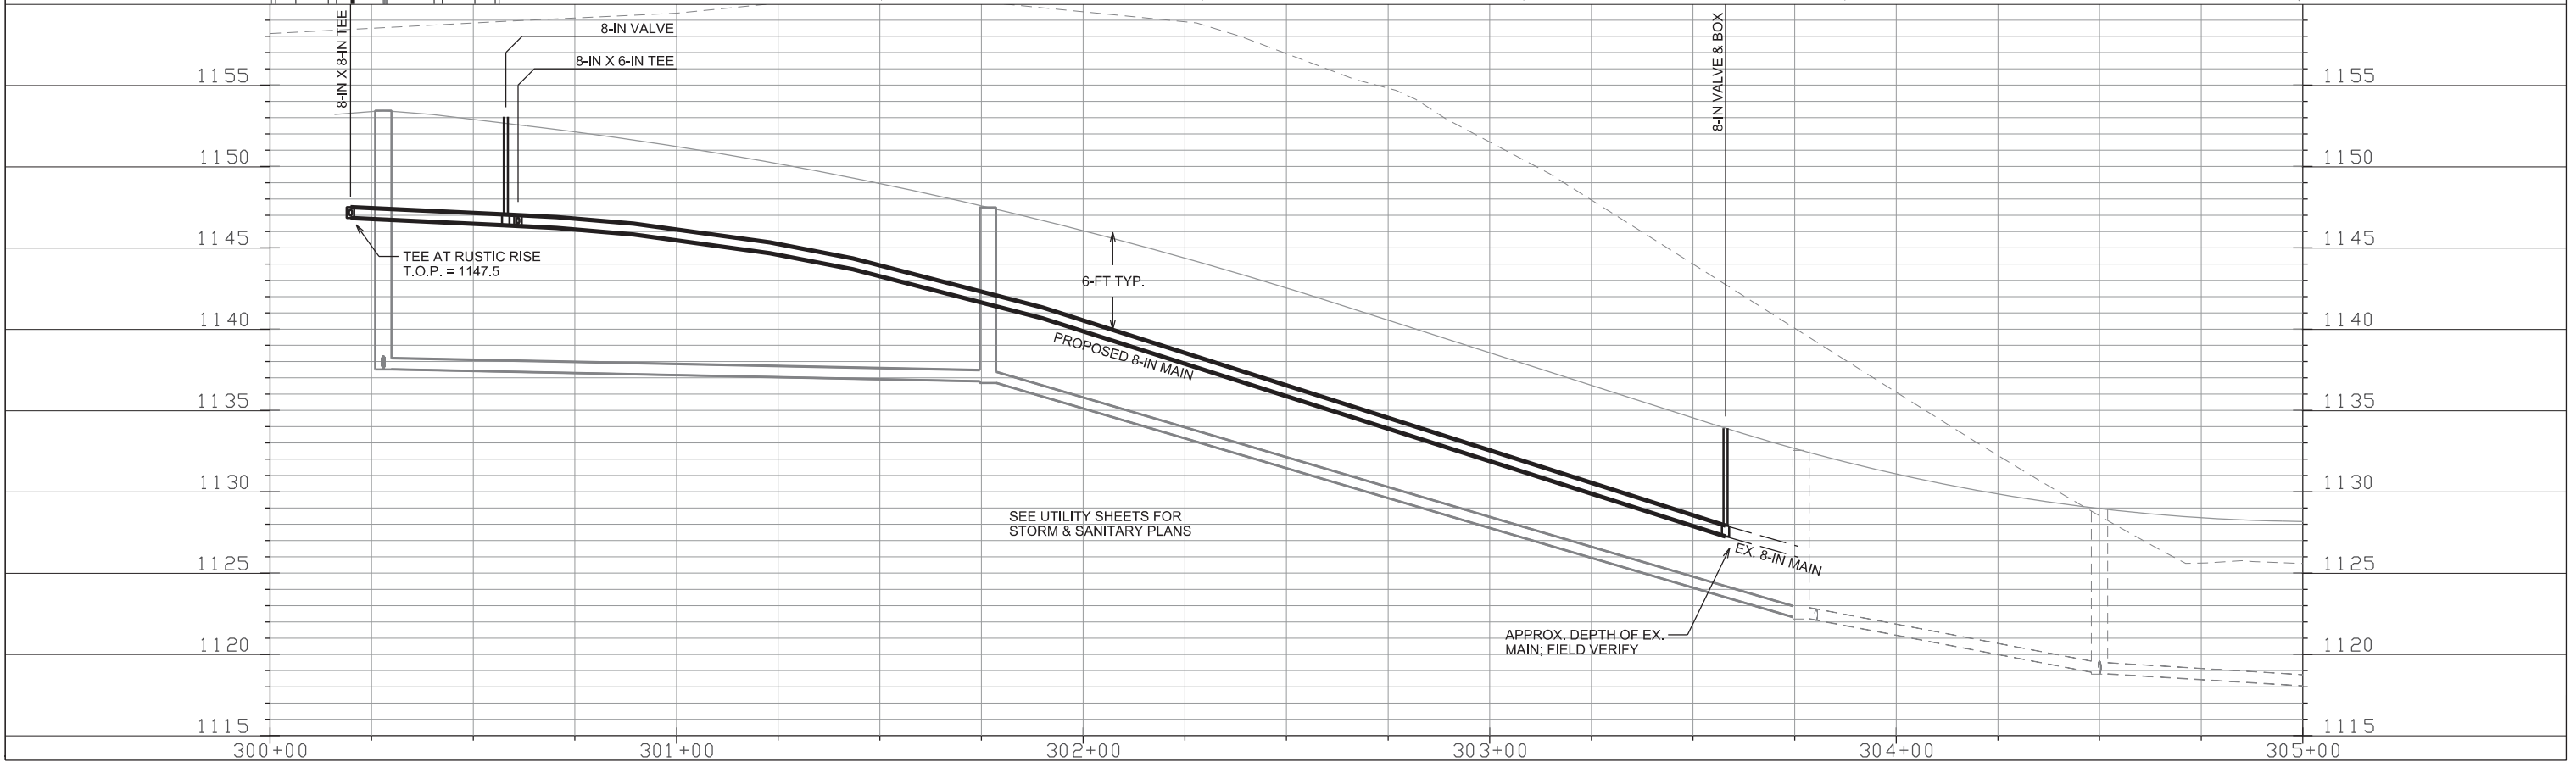 8-IN X 8-IN TEE
8-IN VALVE
8-IN X 6-IN TEE
8-IN VALVE & BOX
1155
1155
1150
1150
1145
1145
TEE AT RUSTIC RISE
T.O.P. = 1147.5
6-FT TYP.
1140
1140
PROPOSED 8-IN MAIN
1135
1135
1130
1130
SEE UTILITY SHEETS FOR
STORM & SANITARY PLANS
EX. 8-IN MAIN
1125
1125
APPROX. DEPTH OF EX.
MAIN; FIELD VERIFY
1120
1120
1115
1115
300+00
301+00
302+00
303+00
304+00
305+00